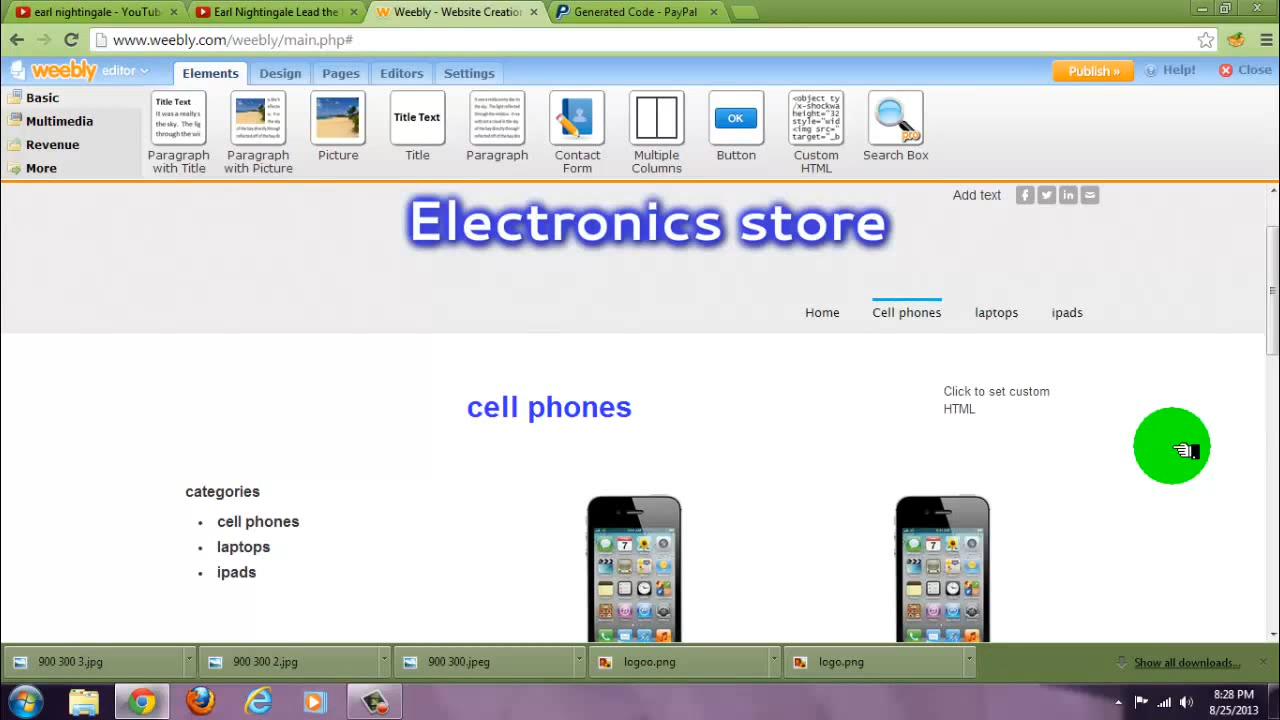 earl nightingale - YouTub
Earl Nightingale Lead the
Weebly - Website Creatio
Generated Code - PayPal
www.weebly.com/weebly/main.php#
weebly editor
Elements
Design
Pages
Editors
Settings
Publish »
Help!
Close
Basic
Multimedia
Revenue
More
Title Text
Title Text
OK
pro
Paragraph with Title
Paragraph with Picture
Picture
Title
Paragraph
Contact Form
Multiple Columns
Button
Custom HTML
Search Box
Electronics store
Add text
Home
Cell phones
laptops
ipads
cell phones
Click to set custom
HTML
categories
• cell phones
• laptops
• ipads
900 300 3.jpg
900 300 2.jpg
900 300.jpeg
logoo.png
logo.png
Show all downloads...
8:28 PM
8/25/2013